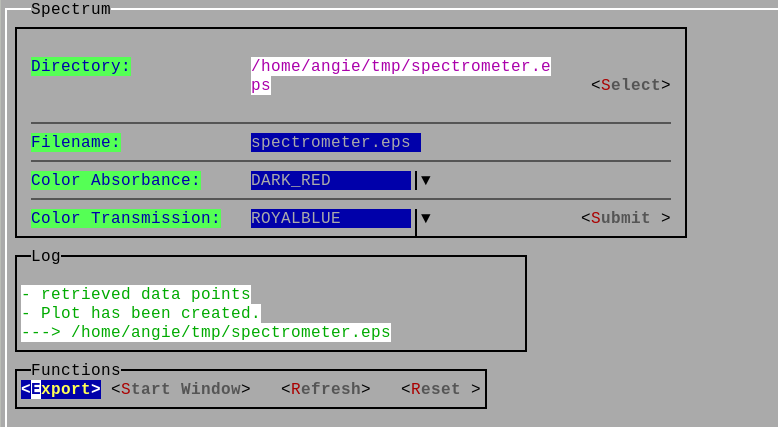 Spectrum
Directory: /home/angie/tmp/spectrometer.e
ps <Select>
Filename: spectrometer.eps
Color Absorbance: DARK_RED ▼
Color Transmission: ROYALBLUE ▼ <Submit >
Log
- retrieved data points
- Plot has been created.
---> /home/angie/tmp/spectrometer.eps
Functions
<Export> <Start Window> <Refresh> <Reset >